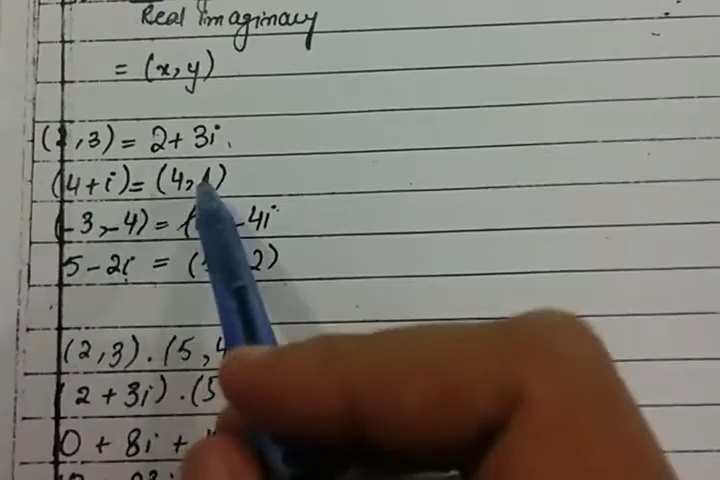 Real Imaginary
= (x, y)
(2, 3) = 2 + 3i.
(4 + i) = (4, 1)
(-3, -4) = - 4i
5 - 2i = ( 2)
(2, 3) . (5, 4
(2 + 3i) . (5
10 + 8i +